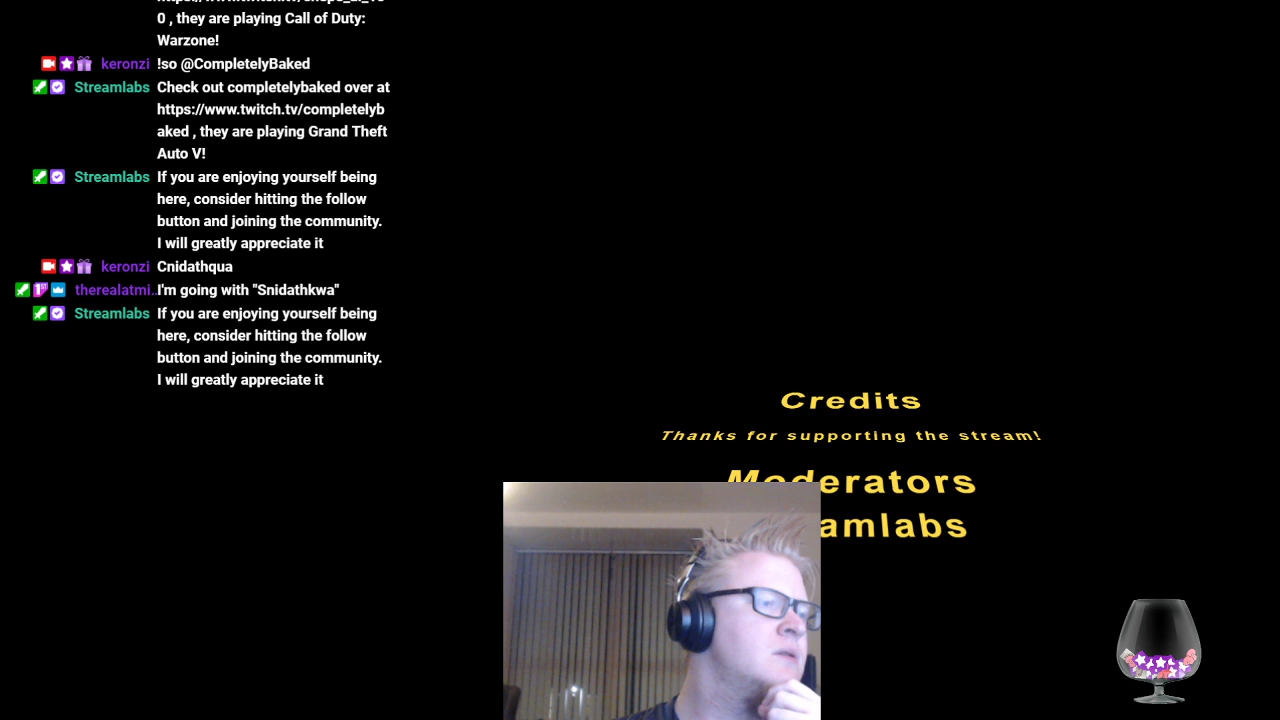 0 , they are playing Call of Duty:
Warzone!
keronzi !so @CompletelyBaked
Streamlabs Check out completelybaked over at
https://www.twitch.tv/completelyb
aked , they are playing Grand Theft
Auto V!
Streamlabs If you are enjoying yourself being
here, consider hitting the follow
button and joining the community.
I will greatly appreciate it
keronzi Cnidathqua
therealatmi.. I'm going with "Snidathkwa"
Streamlabs If you are enjoying yourself being
here, consider hitting the follow
button and joining the community.
I will greatly appreciate it
Credits
Thanks for supporting the stream!
Moderators
amlabs